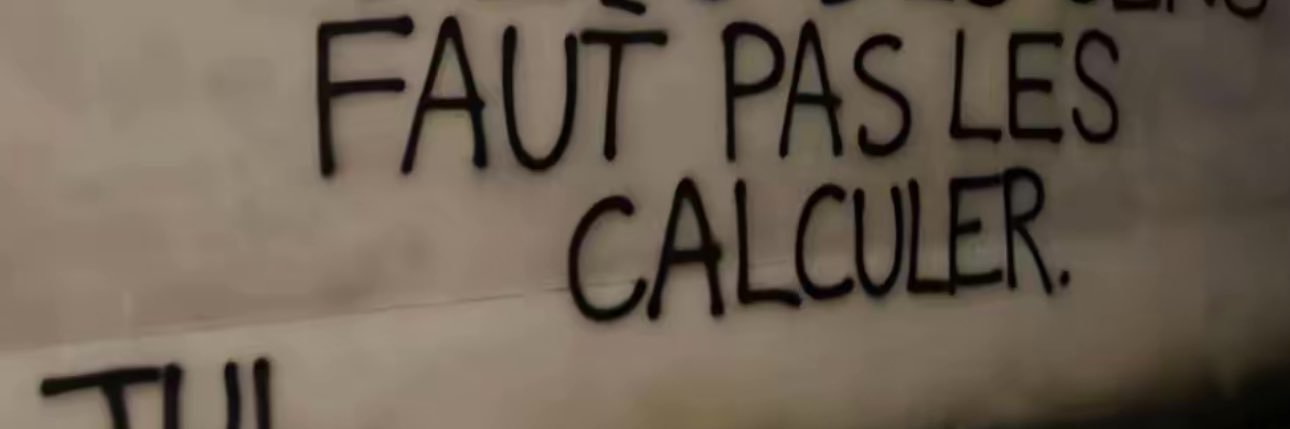 FAUT PAS LES
CALCULER.